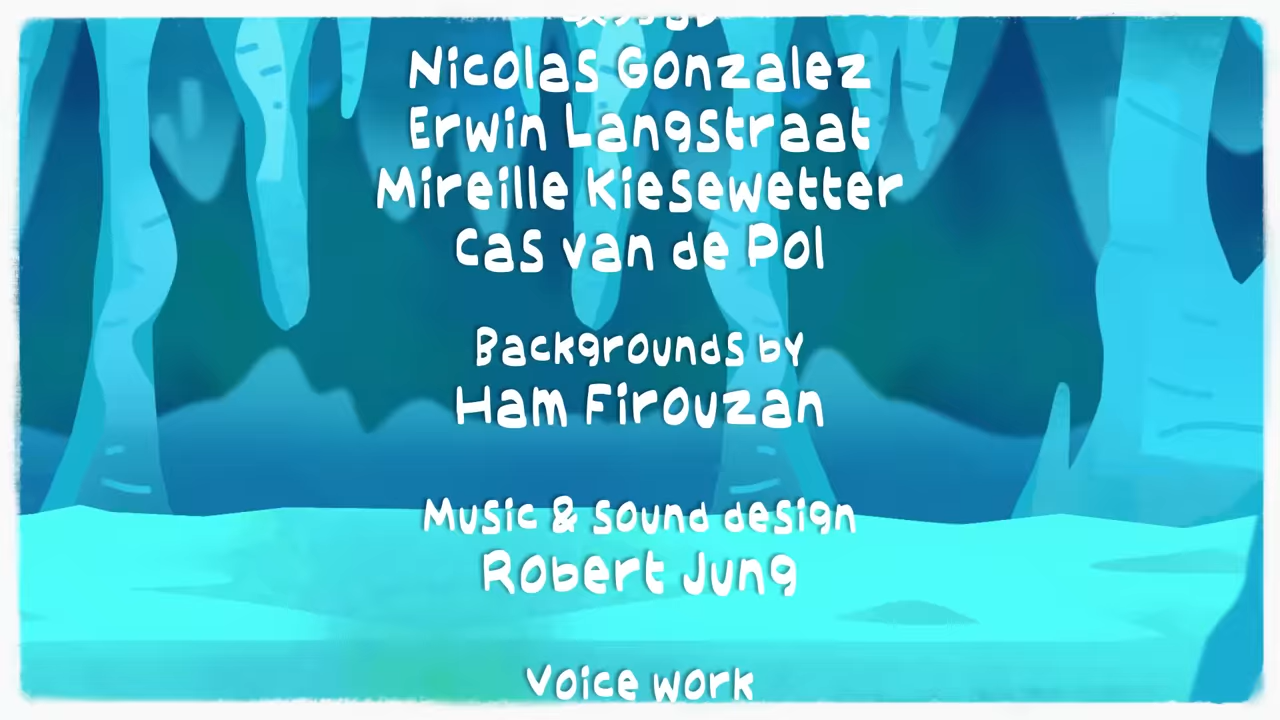 Nicolas Gonzalez
Erwin Langstraat
Mireille Kiesewetter
Cas van de Pol
Backgrounds by
Ham Firouzan
Music & sound design
Robert Jung
Voice work